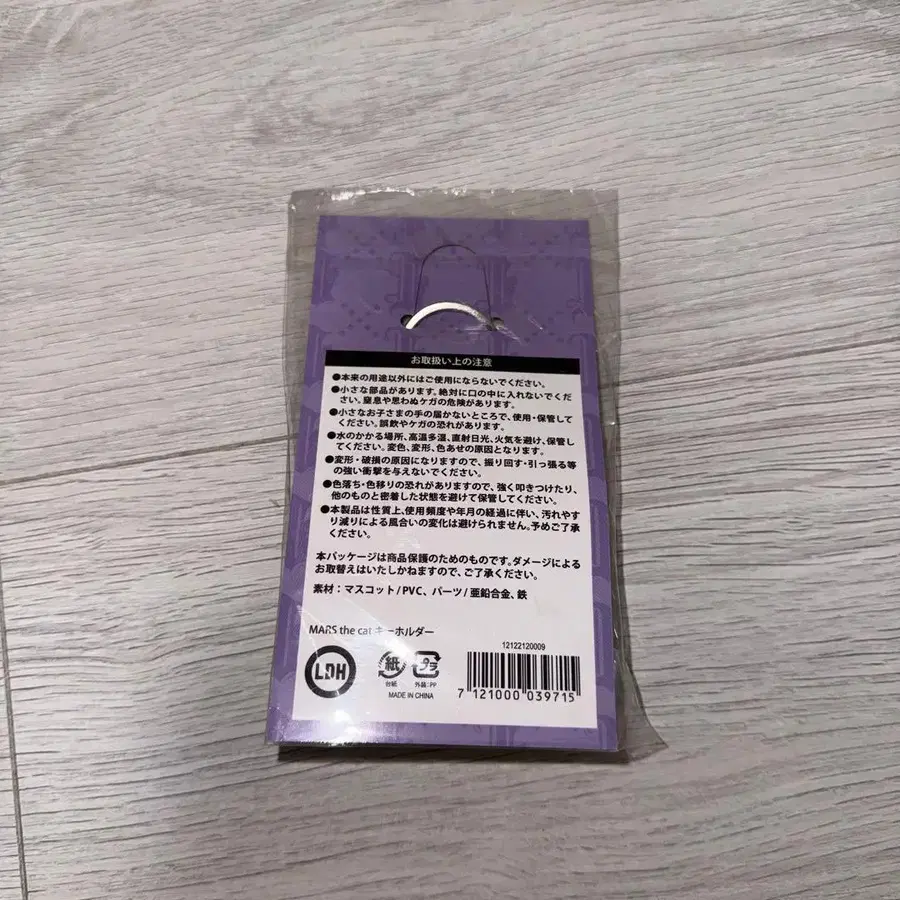 お取扱い上の注意
●本来の用途以外にはご使用にならないでください。
●小さな部品があります。絶対に口の中に入れないでくだ
さい。窒息や思わぬケガの危険があります。
●小さなお子さまの手の届かないところで、使用・保管して
ください。誤飲やケガの恐れがあります。
●水のかかる場所、高温多湿、直射日光、火気を避け、保管し
てください。変色、変形、色あせの原因となります。
●変形・破損の原因になりますので、振り回す・引っ張る等
の強い衝撃を与えないでください。
●色落ち・色移りの恐れがありますので、強く叩きつけたり、
他のものと密着した状態を避けて保管してください。
●本製品は性質上、使用頻度や年月の経過に伴い、汚れやす
り減りによる風合いの変化は避けられません。予めご了承
ください。
本パッケージは商品保護のためのものです。ダメージによる
お取替えはいたしかねますので、ご了承ください。
素材：マスコット/PVC、パーツ/亜鉛合金、鉄
MARS the cat キーホルダー
LDH
紙
台紙
プラ
外装：PP
MADE IN CHINA
12122120009
7 121000 039715